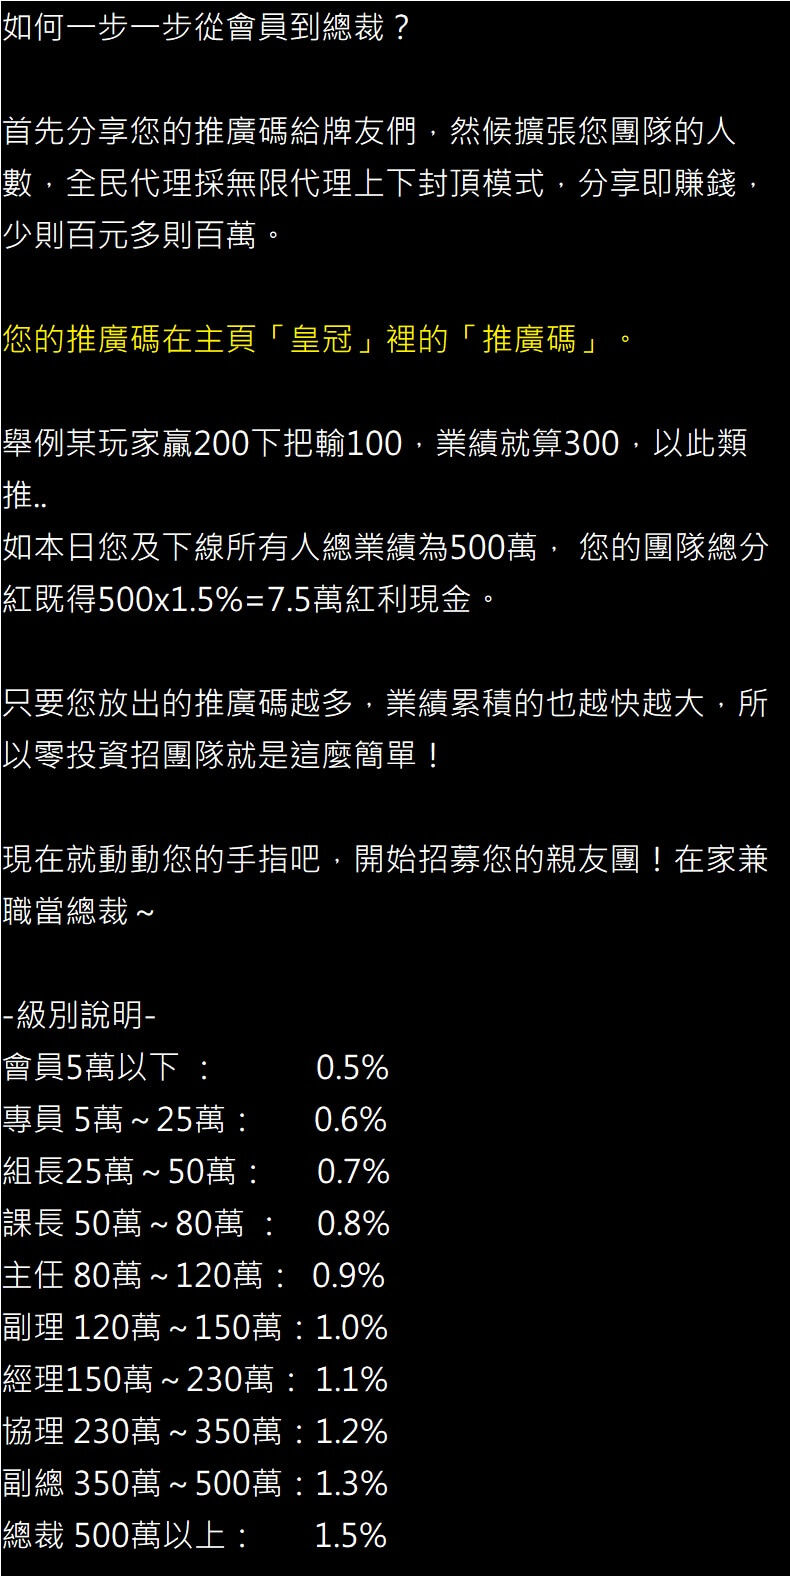 如何一步一步從會員到總裁？
首先分享您的推廣碼給牌友們，然候擴張您團隊的人
數，全民代理採無限代理上下封頂模式，分享即賺錢，
少則百元多則百萬。
您的推廣碼在主頁「皇冠」裡的「推廣碼」。
舉例某玩家贏200下把輸100，業績就算300，以此類
推..
如本日您及下線所有人總業績為500萬， 您的團隊總分
紅既得500x1.5%=7.5萬紅利現金。
只要您放出的推廣碼越多，業績累積的也越快越大，所
以零投資招團隊就是這麼簡單！
現在就動動您的手指吧，開始招募您的親友團！在家兼
職當總裁～
-級別說明-
會員5萬以下 ： 0.5%
專員 5萬～25萬： 0.6%
組長25萬～50萬： 0.7%
課長 50萬～80萬 ： 0.8%
主任 80萬～120萬： 0.9%
副理 120萬～150萬：1.0%
經理150萬～230萬： 1.1%
協理 230萬～350萬：1.2%
副總 350萬～500萬：1.3%
總裁 500萬以上： 1.5%